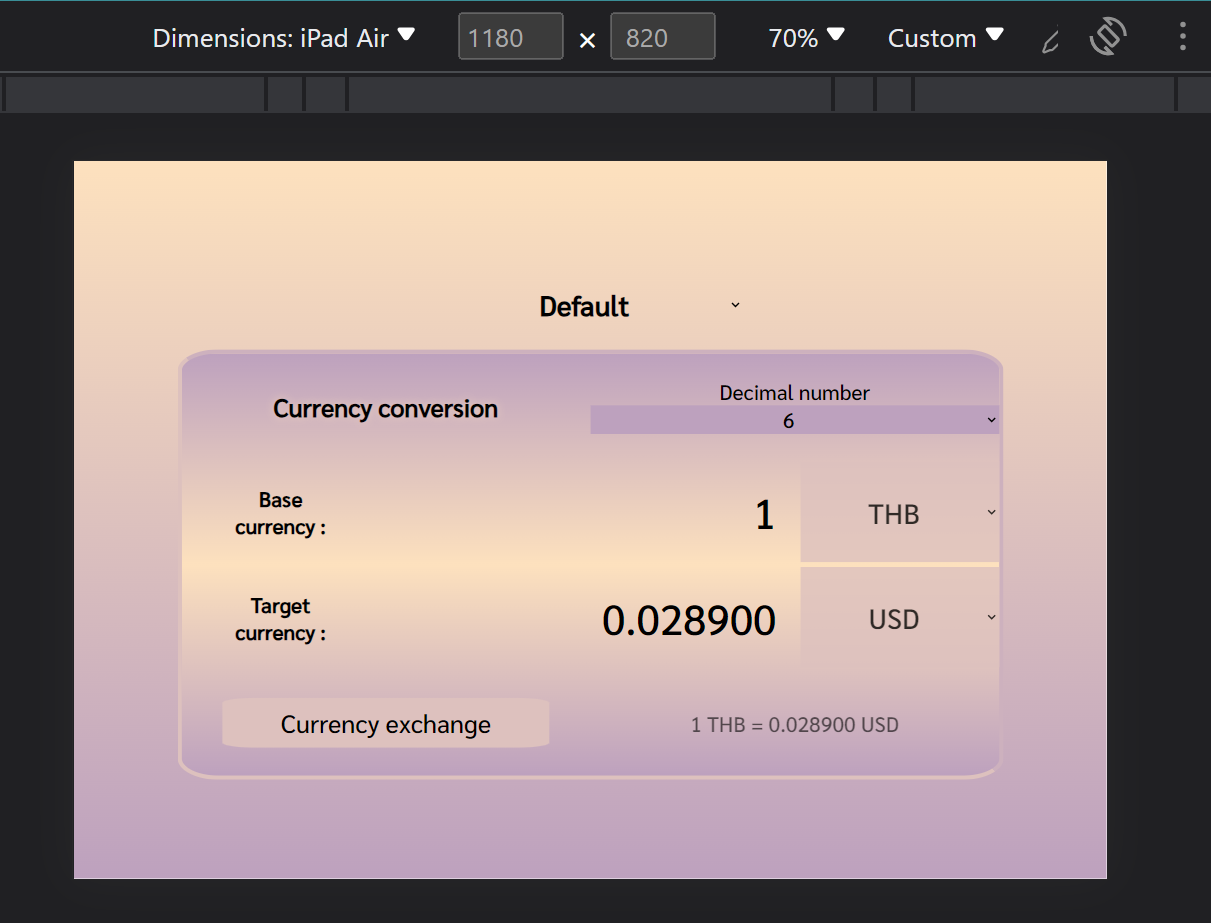 Dimensions: iPad Air 1180 × 820 70% Custom
Default
Currency conversion
Decimal number
6
Base
currency :
1 THB
Target
currency :
0.028900 USD
Currency exchange 1 THB = 0.028900 USD